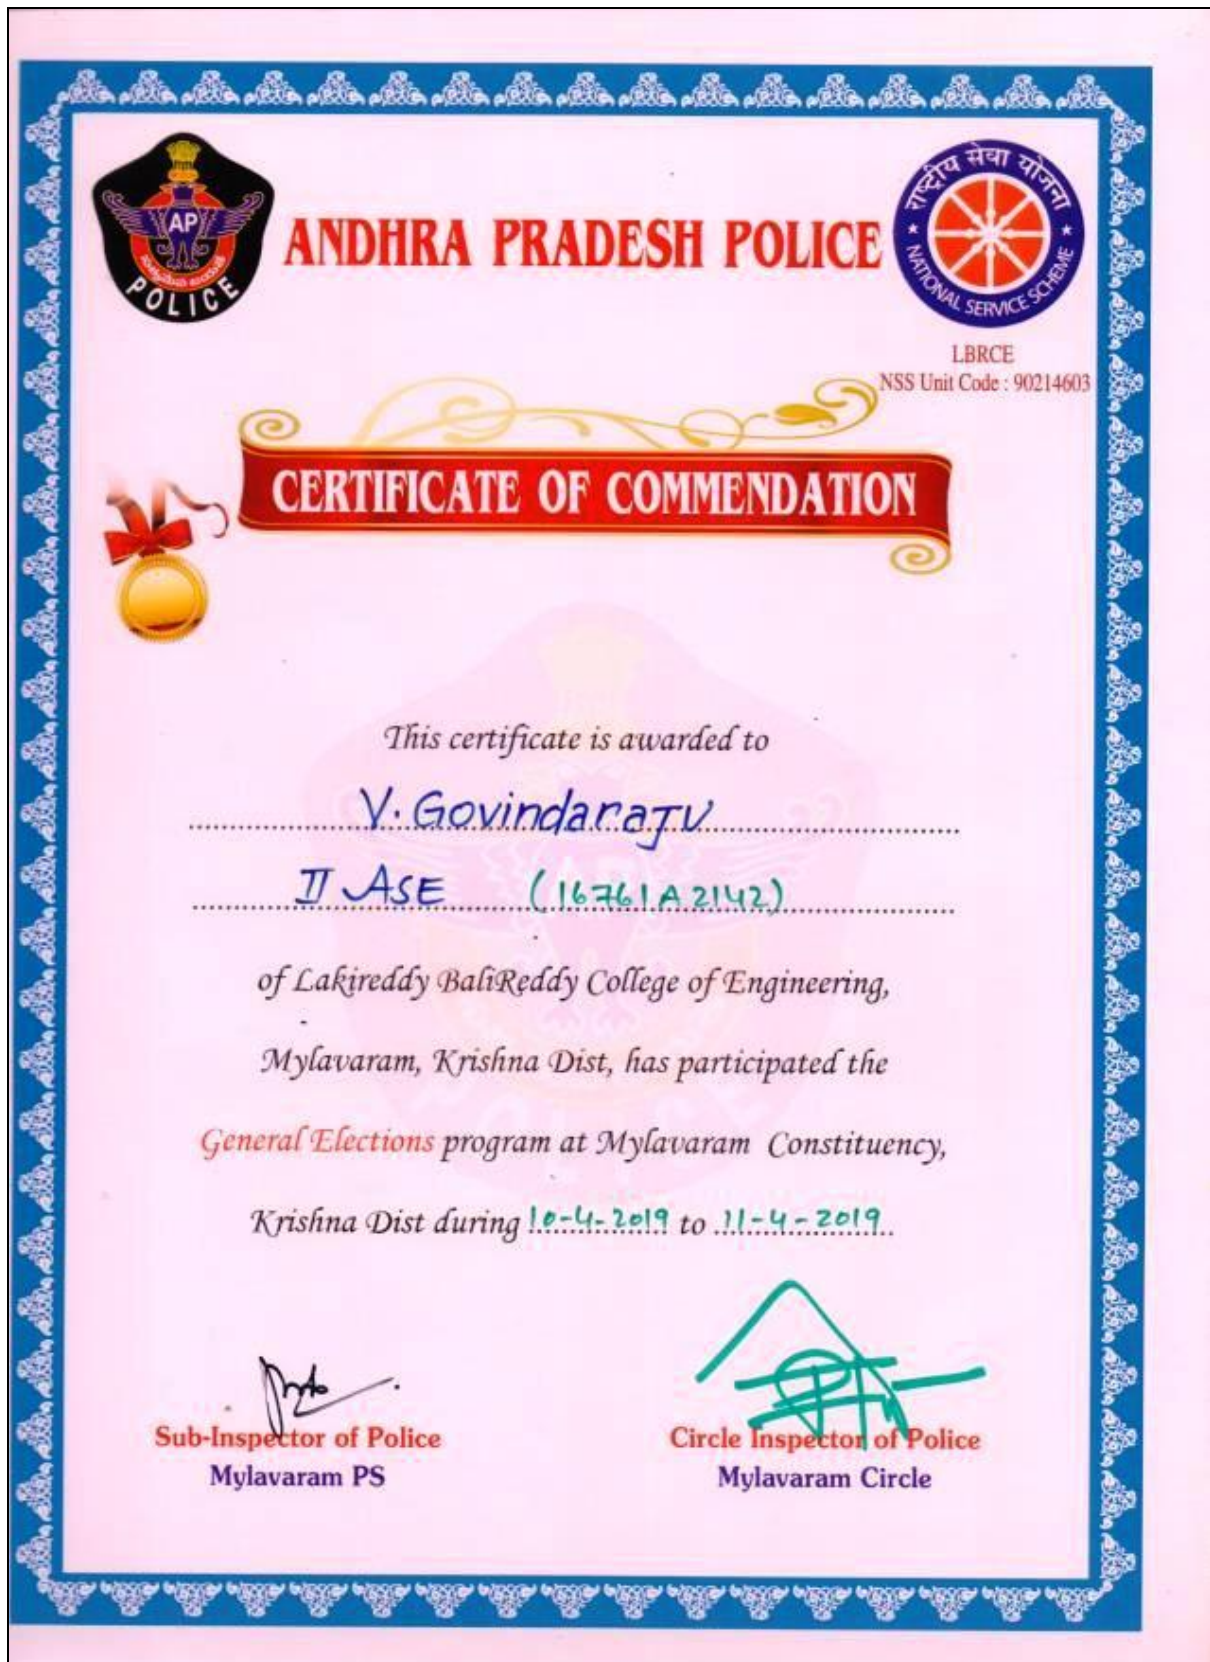 ANDHRA PRADESH POLICE
AP
POLICE
राष्ट्रीय सेवा योजना
NATIONAL SERVICE SCHEME
LBRCE
NSS Unit Code : 90214603
CERTIFICATE OF COMMENDATION
This certificate is awarded to
V. Govindaraju
II ASE (16761A2142)
of Lakireddy BaliReddy College of Engineering,
Mylavaram, Krishna Dist, has participated the
General Elections program at Mylavaram Constituency,
Krishna Dist during 10-4-2019 to 11-4-2019
Sub-Inspector of Police
Mylavaram PS
Circle Inspector of Police
Mylavaram Circle